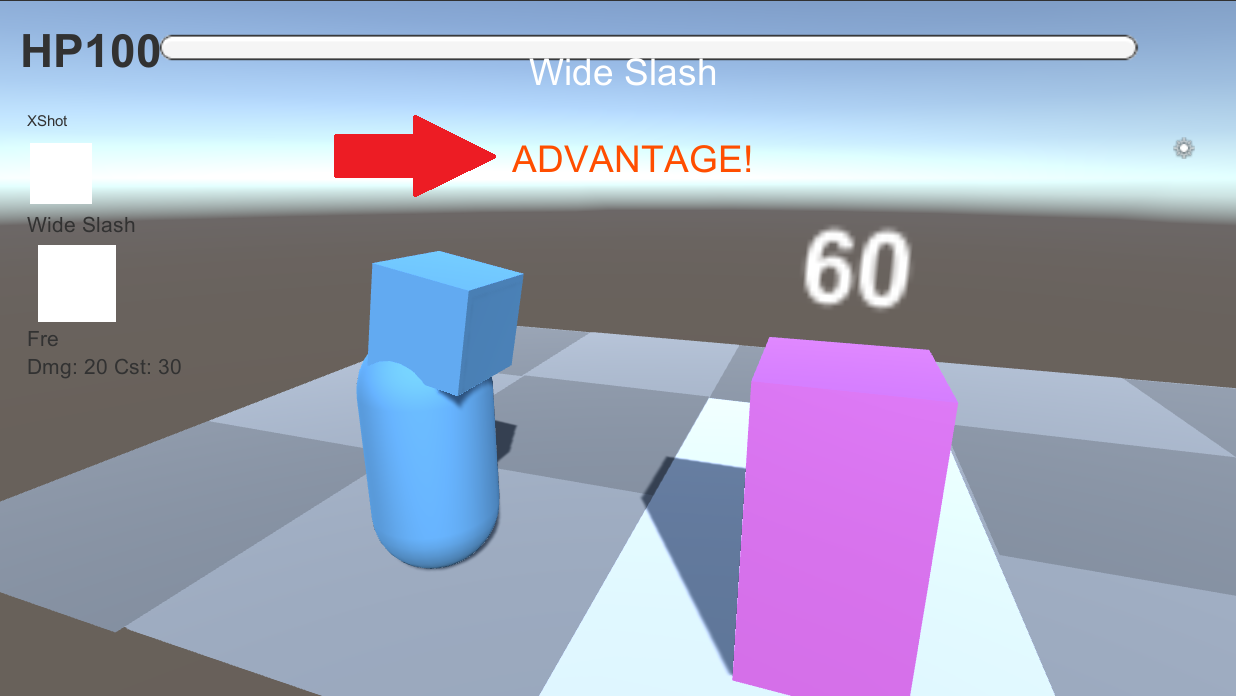 HP100
Wide Slash
XShot
ADVANTAGE!
Wide Slash
60
Fre
Dmg: 20 Cst: 30